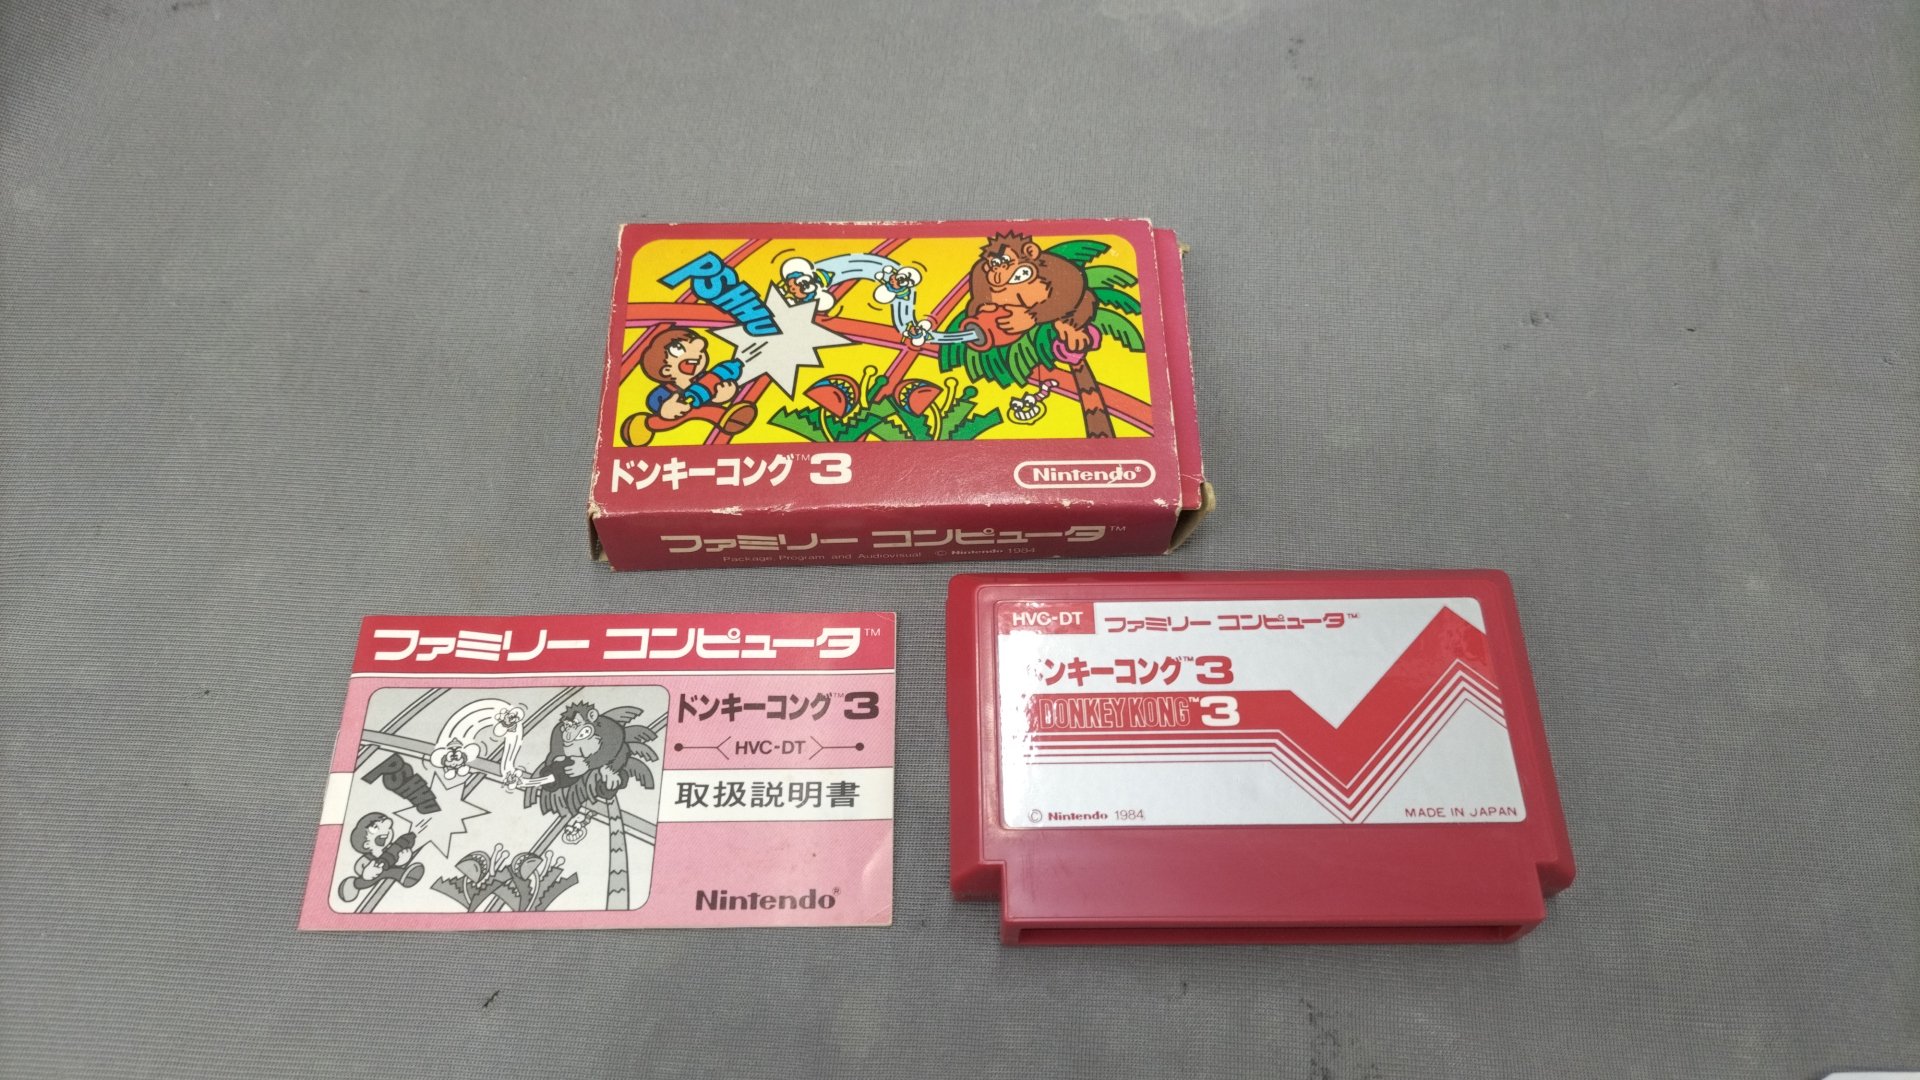 PSHHU
ドンキーコング™3
Nintendo®
ファミリー コンピュータ™
Package, Program and Audiovisual © Nintendo 1984
ファミリー コンピュータ™
PSHHU
ドンキーコング™3
HVC-DT
取扱説明書
Nintendo®
HVC-DT
ファミリー コンピュータ™
ンキーコング™3
DONKEY KONG™3
© Nintendo 1984
MADE IN JAPAN